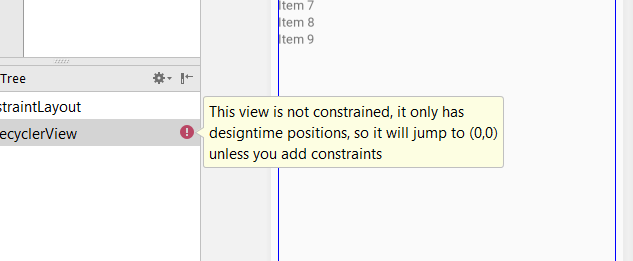 Item 7
Item 8
Item 9
Tree
straintLayout
ecyclerView
This view is not constrained, it only has
designtime positions, so it will jump to (0,0)
unless you add constraints